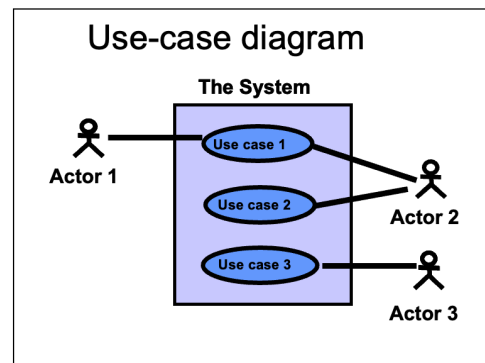 Use-case diagram
The System
Use case 1
Actor 1
Use case 2
Actor 2
Use case 3
Actor 3